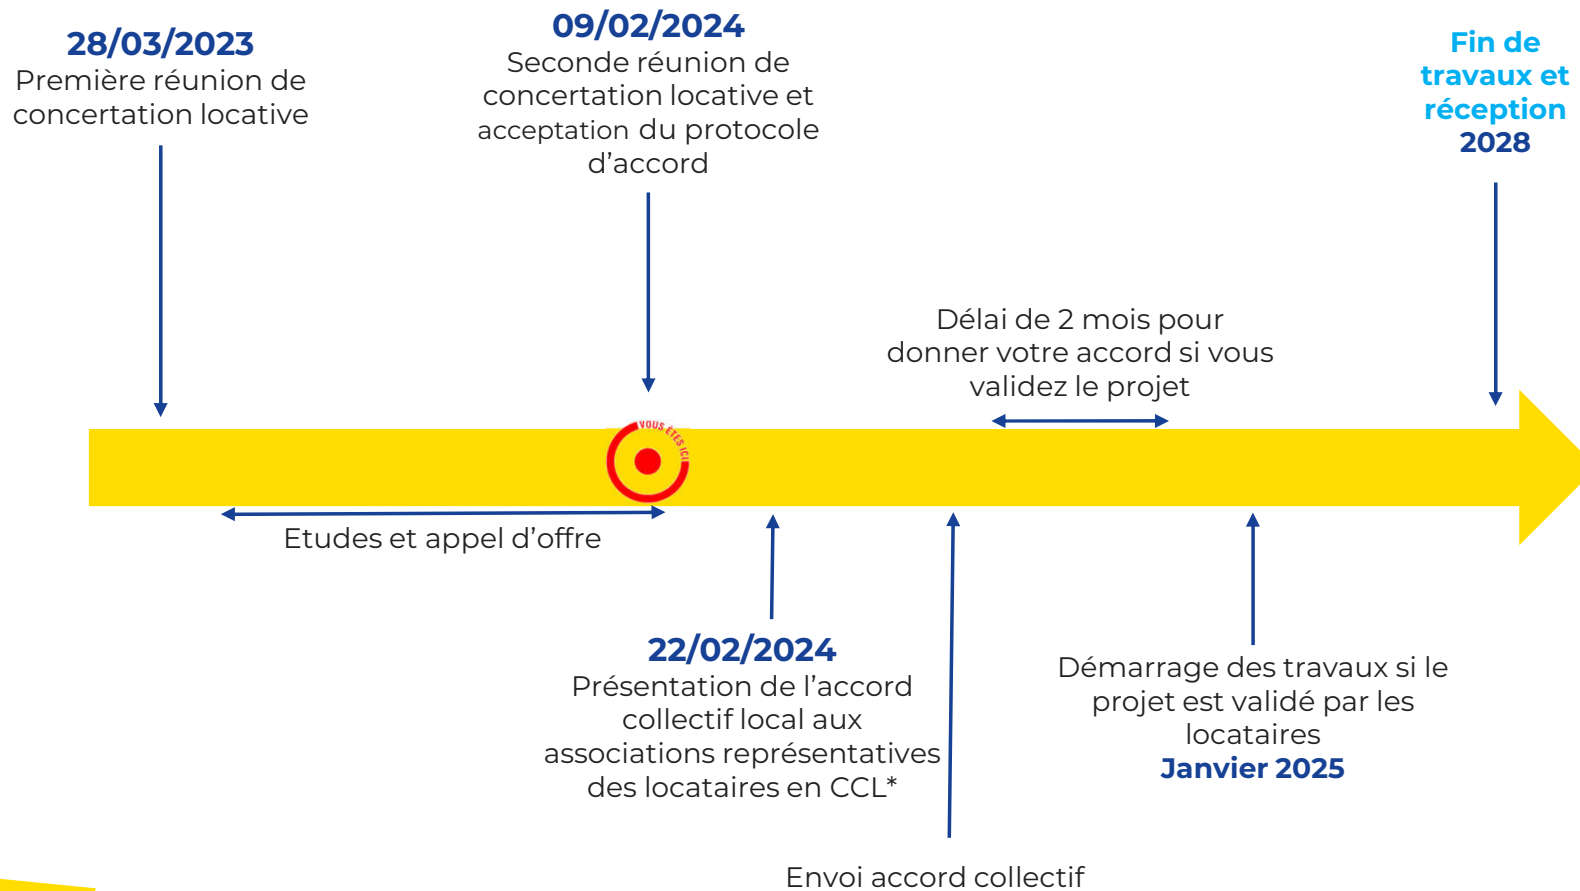 28/03/2023
Première réunion de
concertation locative
09/02/2024
Seconde réunion de
concertation locative et
acceptation du protocole
d’accord
Fin de
travaux et
réception
2028
Délai de 2 mois pour
donner votre accord si vous
validez le projet
VOUS ÊTES ICI
Etudes et appel d’offre
22/02/2024
Présentation de l’accord
collectif local aux
associations représentatives
des locataires en CCL*
Envoi accord collectif
Démarrage des travaux si le
projet est validé par les
locataires
Janvier 2025